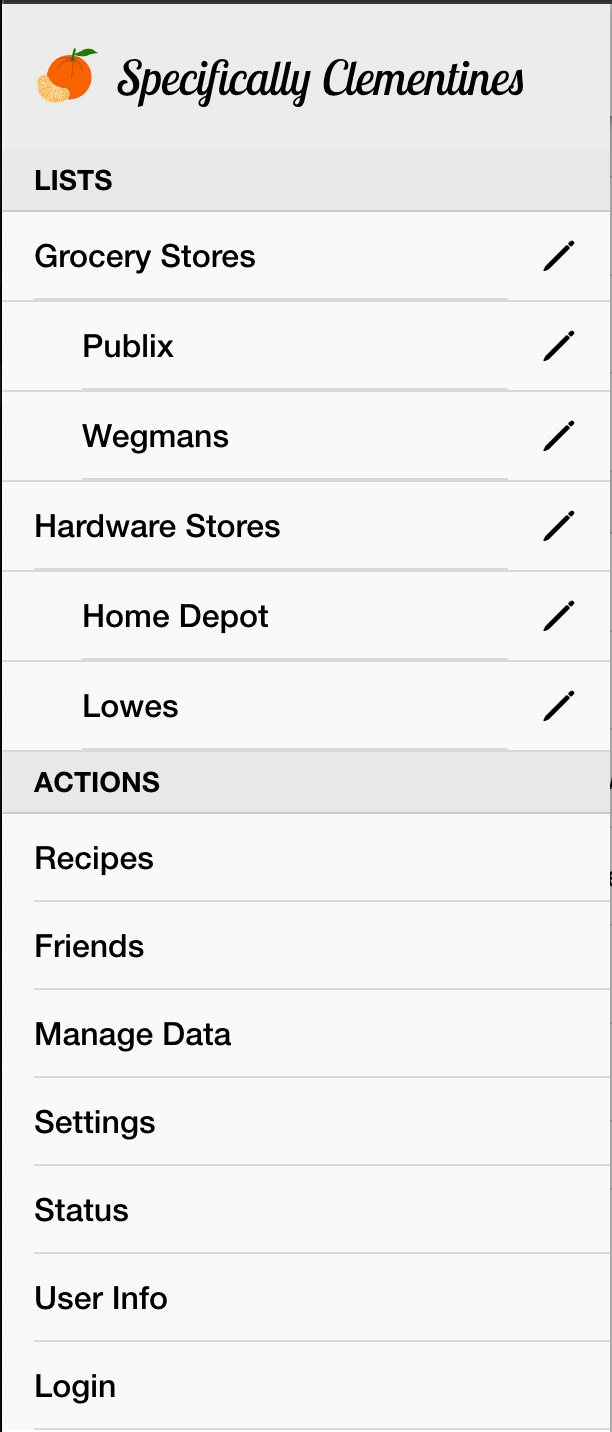 Specifically Clementines
LISTS
Grocery Stores
Publix
Wegmans
Hardware Stores
Home Depot
Lowes
ACTIONS
Recipes
Friends
Manage Data
Settings
Status
User Info
Login